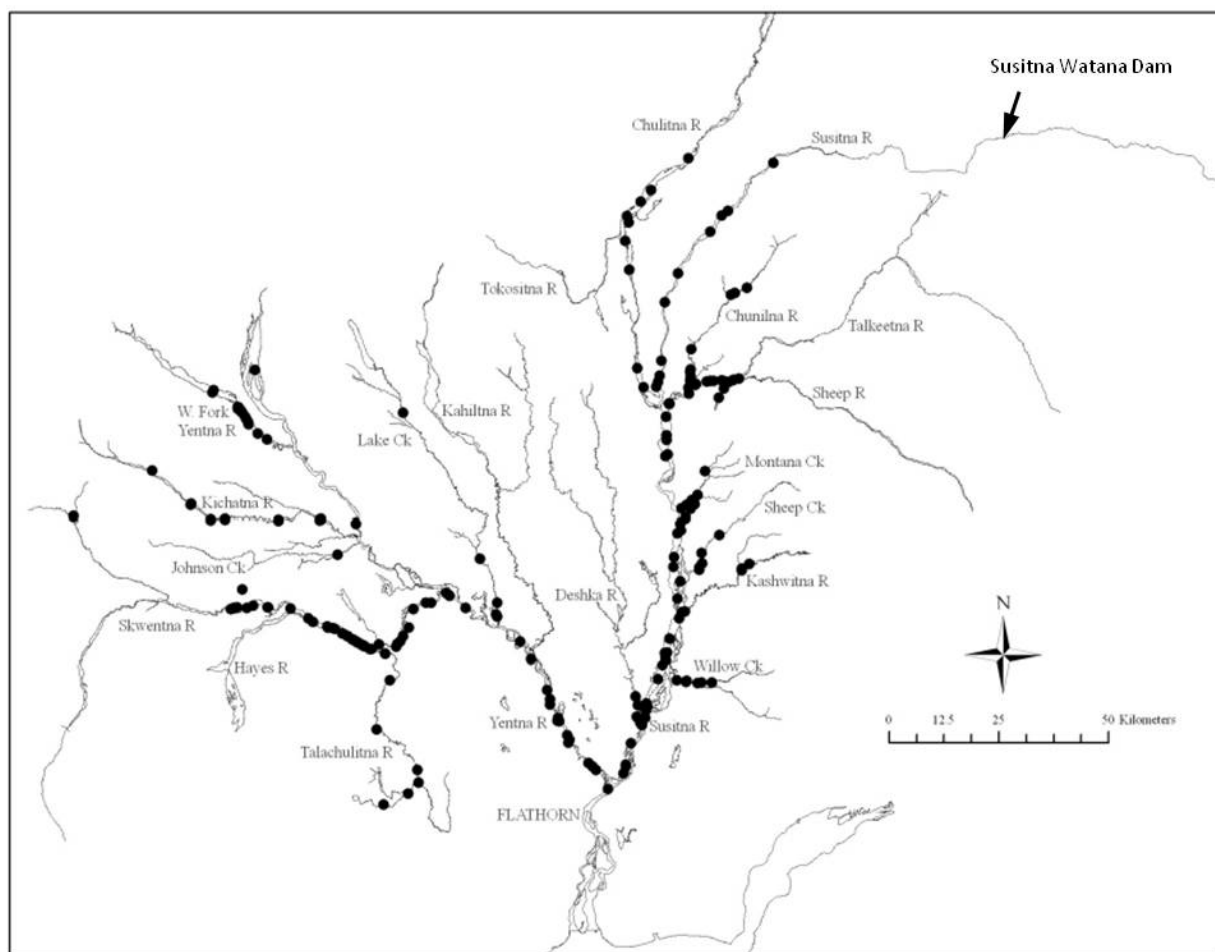 Susitna Watana Dam
Chulitna R
Susitna R
Tokositna R
Chunilna R
Talkeetna R
Sheep R
W. Fork
Yentna R
Lake Ck
Kahiltna R
Montana Ck
Kichatna R
Sheep Ck
Johnson Ck
Kashwitna R
Deshka R
Skwentna R
Hayes R
N
Willow Ck
Yentna R
Susitna R
Talachulitna R
0 12.5 25 50 Kilometers
FLATHORN